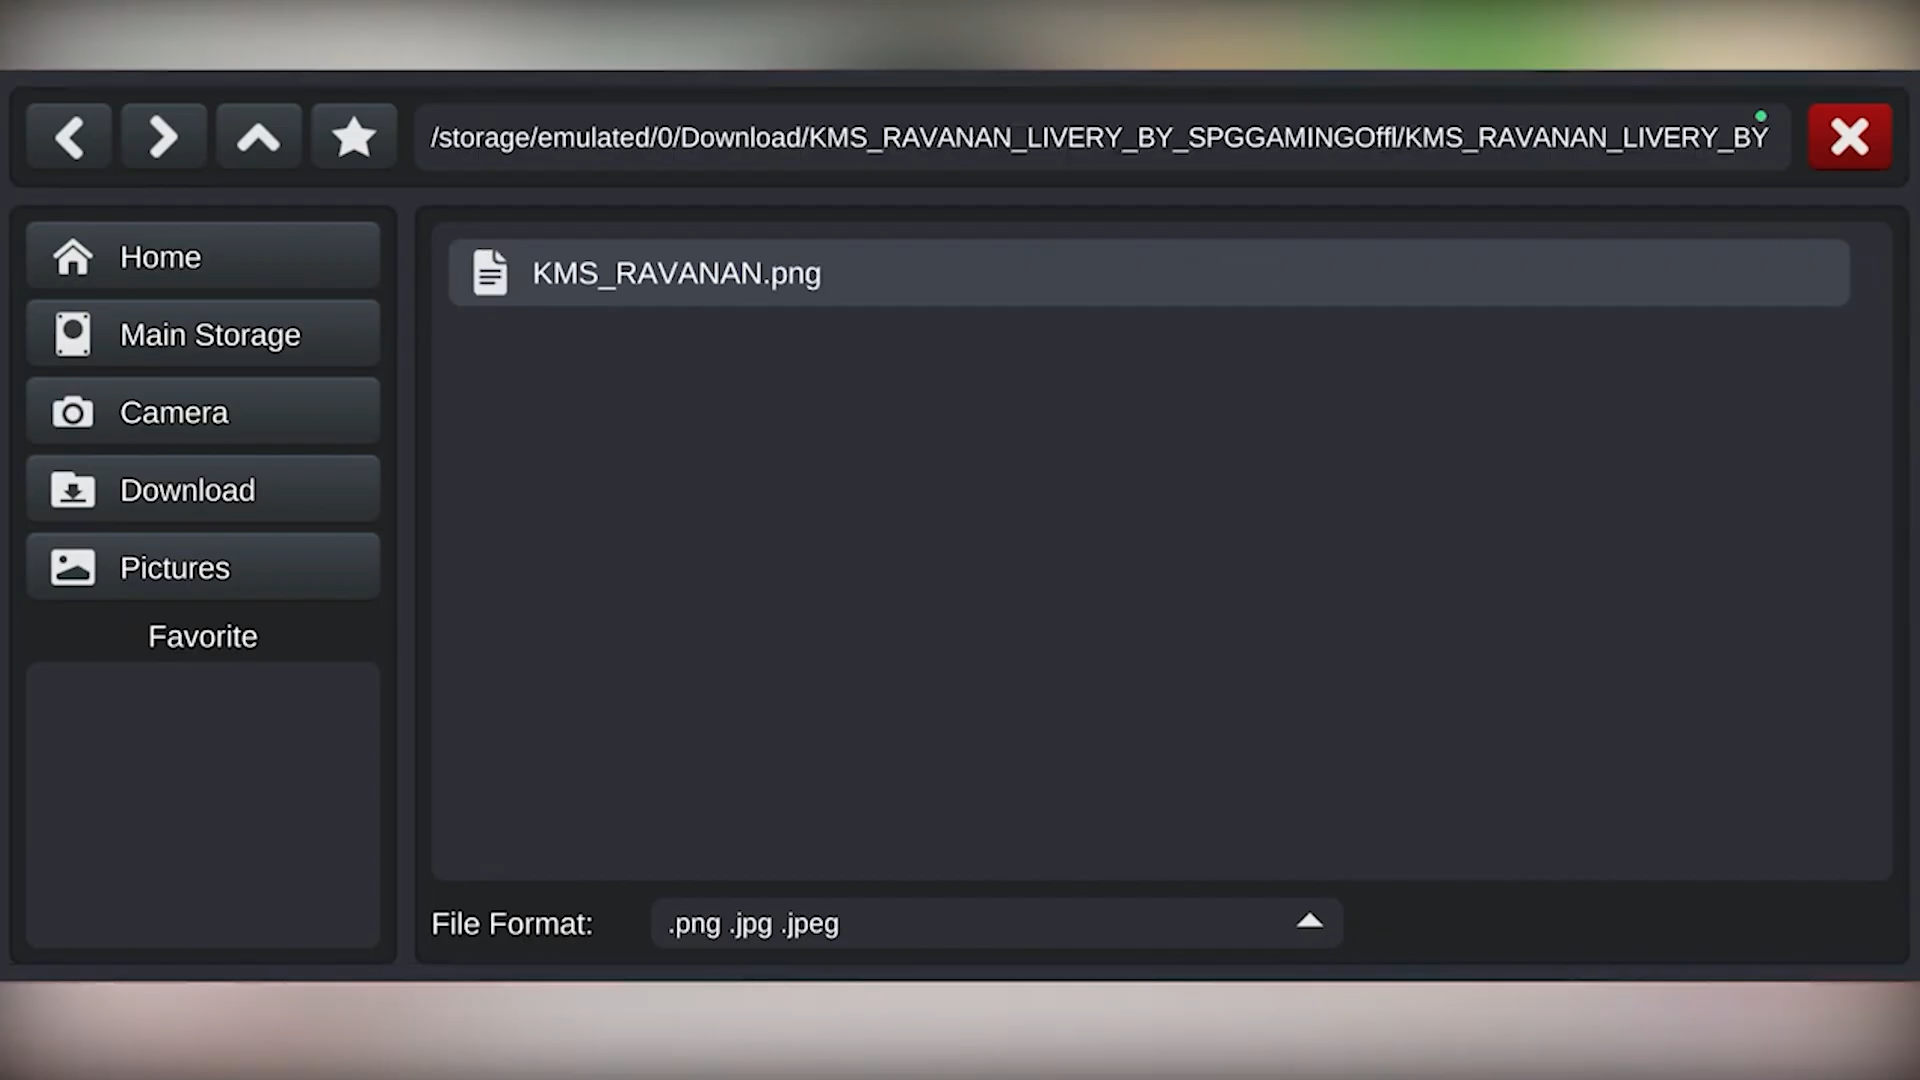 /storage/emulated/0/Download/KMS_RAVANAN_LIVERY_BY_SPGGAMINGOffl/KMS_RAVANAN_LIVERY_BY
Home
Main Storage
Camera
Download
Pictures
Favorite
KMS_RAVANAN.png
File Format:
.png .jpg .jpeg